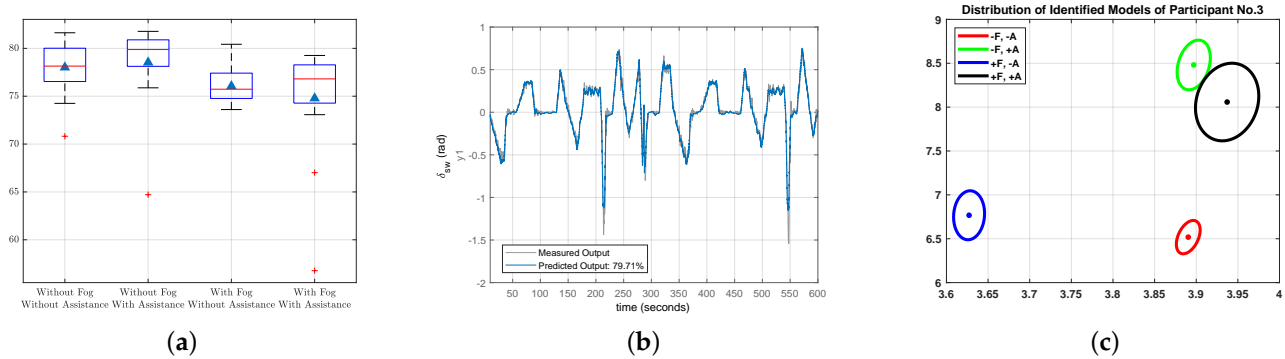 80
75
70
65
60
Without Fog
Without Assistance
Without Fog
With Assistance
With Fog
Without Assistance
With Fog
With Assistance
(a)
1
0.5
0
-0.5
-1
-1.5
-2
δsw (rad)
y1
Measured Output
Predicted Output: 79.71%
50 100 150 200 250 300 350 400 450 500 550 600
time (seconds)
(b)
Distribution of Identified Models of Participant No.3
9
8.5
8
7.5
7
6.5
6
-F, -A
-F, +A
+F, -A
+F, +A
3.6 3.65 3.7 3.75 3.8 3.85 3.9 3.95 4
(c)